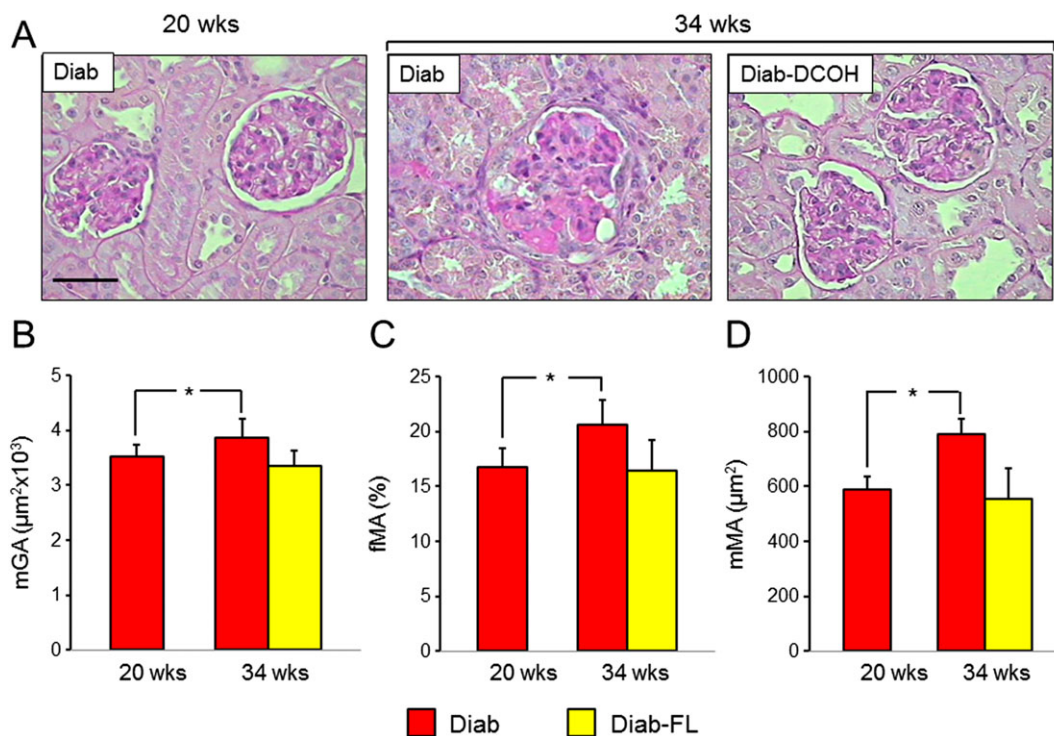 A
20 wks
34 wks
Diab
Diab
Diab-DCOH
B
C
D
mGA (µm²x10³)
5
4
3
2
1
0
*
20 wks
34 wks
fMA (%)
25
20
15
10
5
0
*
20 wks
34 wks
mMA (µm²)
1000
800
600
400
200
0
*
20 wks
34 wks
Diab
Diab-FL